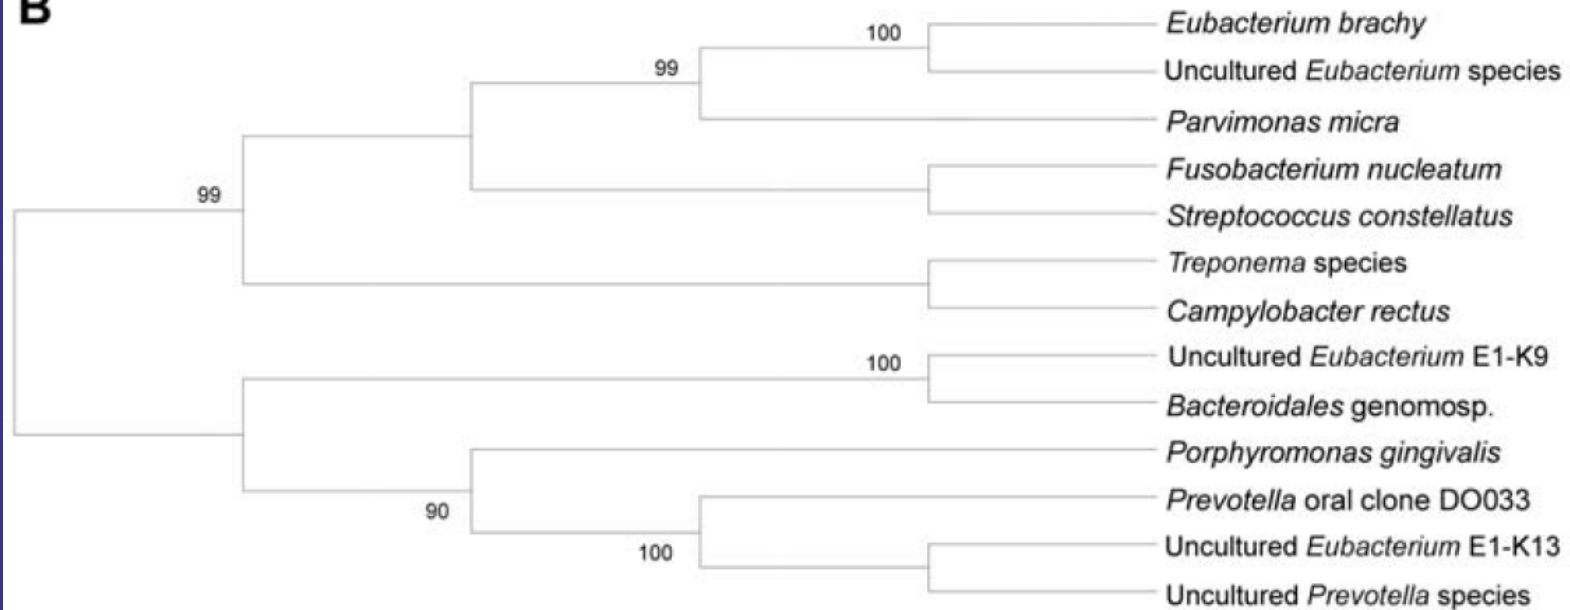 B
Eubacterium brachy
100
Uncultured Eubacterium species
99
Parvimonas micra
Fusobacterium nucleatum
99
Streptococcus constellatus
Treponema species
Campylobacter rectus
Uncultured Eubacterium E1-K9
100
Bacteroidales genomosp.
Porphyromonas gingivalis
Prevotella oral clone DO033
90
Uncultured Eubacterium E1-K13
100
Uncultured Prevotella species